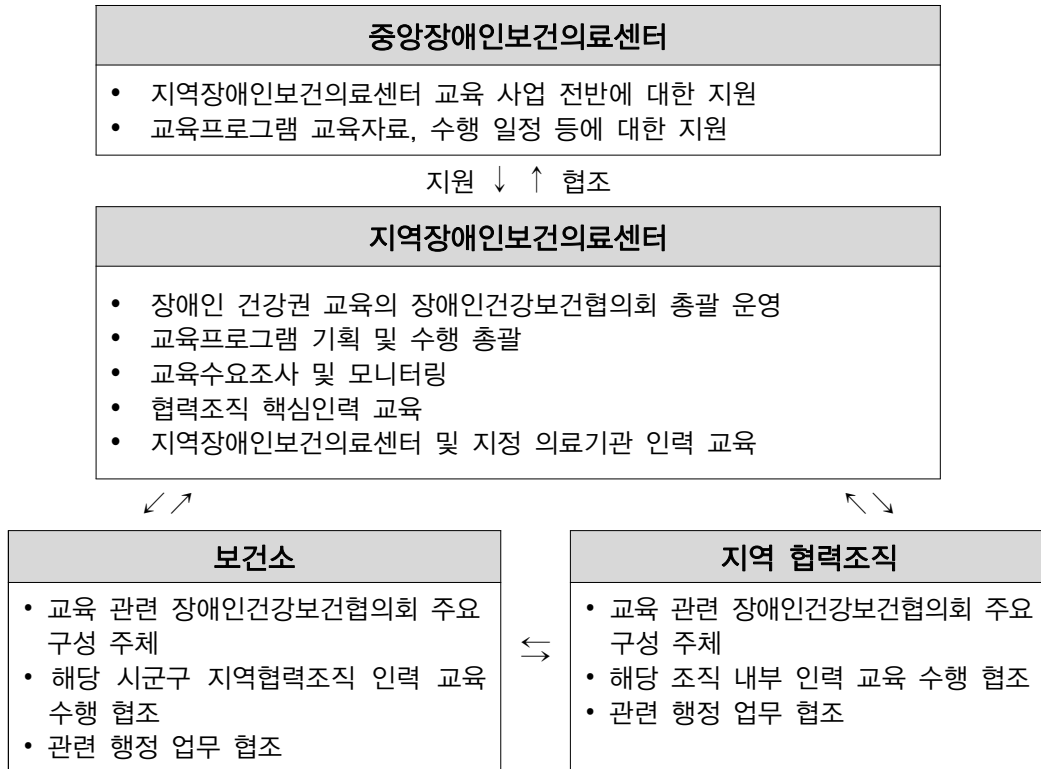 중앙장애인보건의료센터
• 지역장애인보건의료센터 교육 사업 전반에 대한 지원
• 교육프로그램 교육자료, 수행 일정 등에 대한 지원
지원 ↓ ↑ 협조
지역장애인보건의료센터
• 장애인 건강권 교육의 장애인건강보건협의회 총괄 운영
• 교육프로그램 기획 및 수행 총괄
• 교육수요조사 및 모니터링
• 협력조직 핵심인력 교육
• 지역장애인보건의료센터 및 지정 의료기관 인력 교육
↙ ↗
↖ ↘
보건소
• 교육 관련 장애인건강보건협의회 주요
구성 주체
• 해당 시군구 지역협력조직 인력 교육
수행 협조
• 관련 행정 업무 협조
⇆
지역 협력조직
• 교육 관련 장애인건강보건협의회 주요
구성 주체
• 해당 조직 내부 인력 교육 수행 협조
• 관련 행정 업무 협조